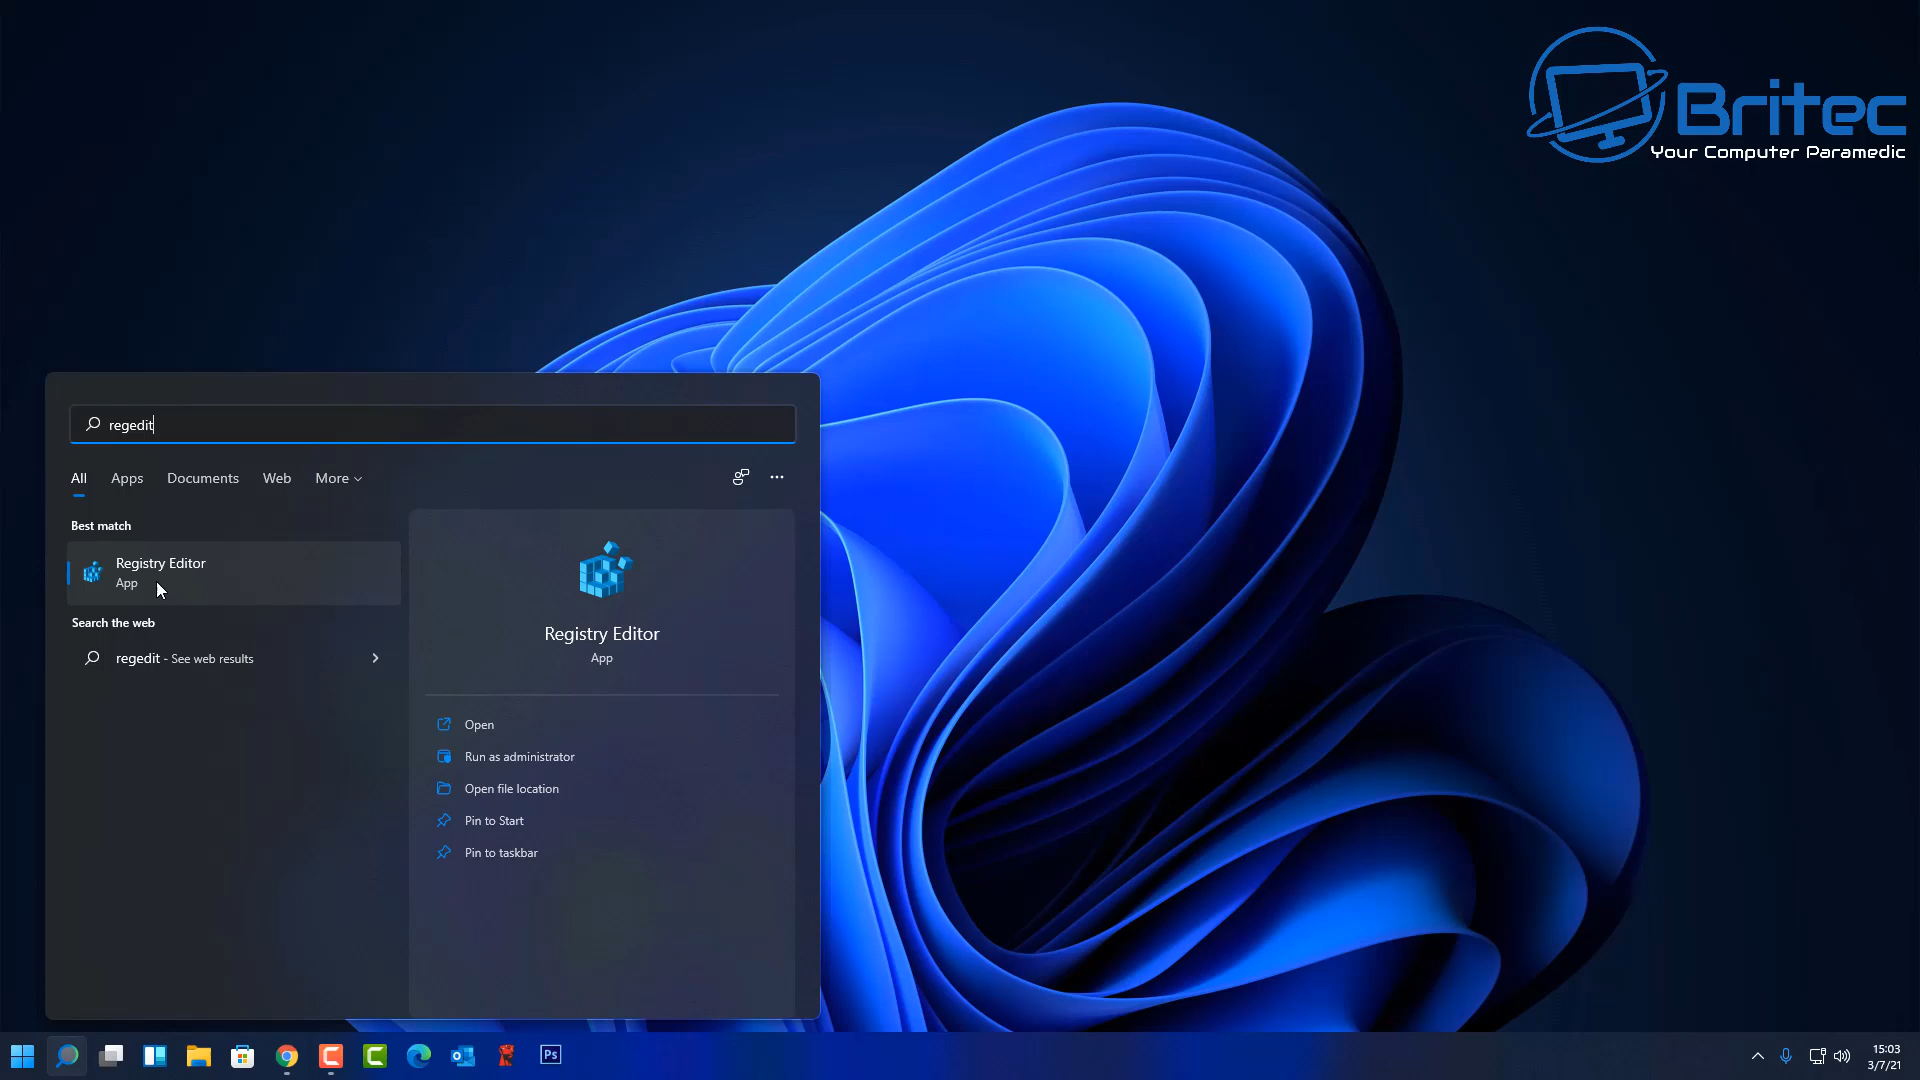 Britec
Your Computer Paramedic
regedit
All Apps Documents Web More
Best match
Registry Editor
App
Search the web
regedit - See web results
Registry Editor
App
Open
Run as administrator
Open file location
Pin to Start
Pin to taskbar
Ps
15:03
3/7/21